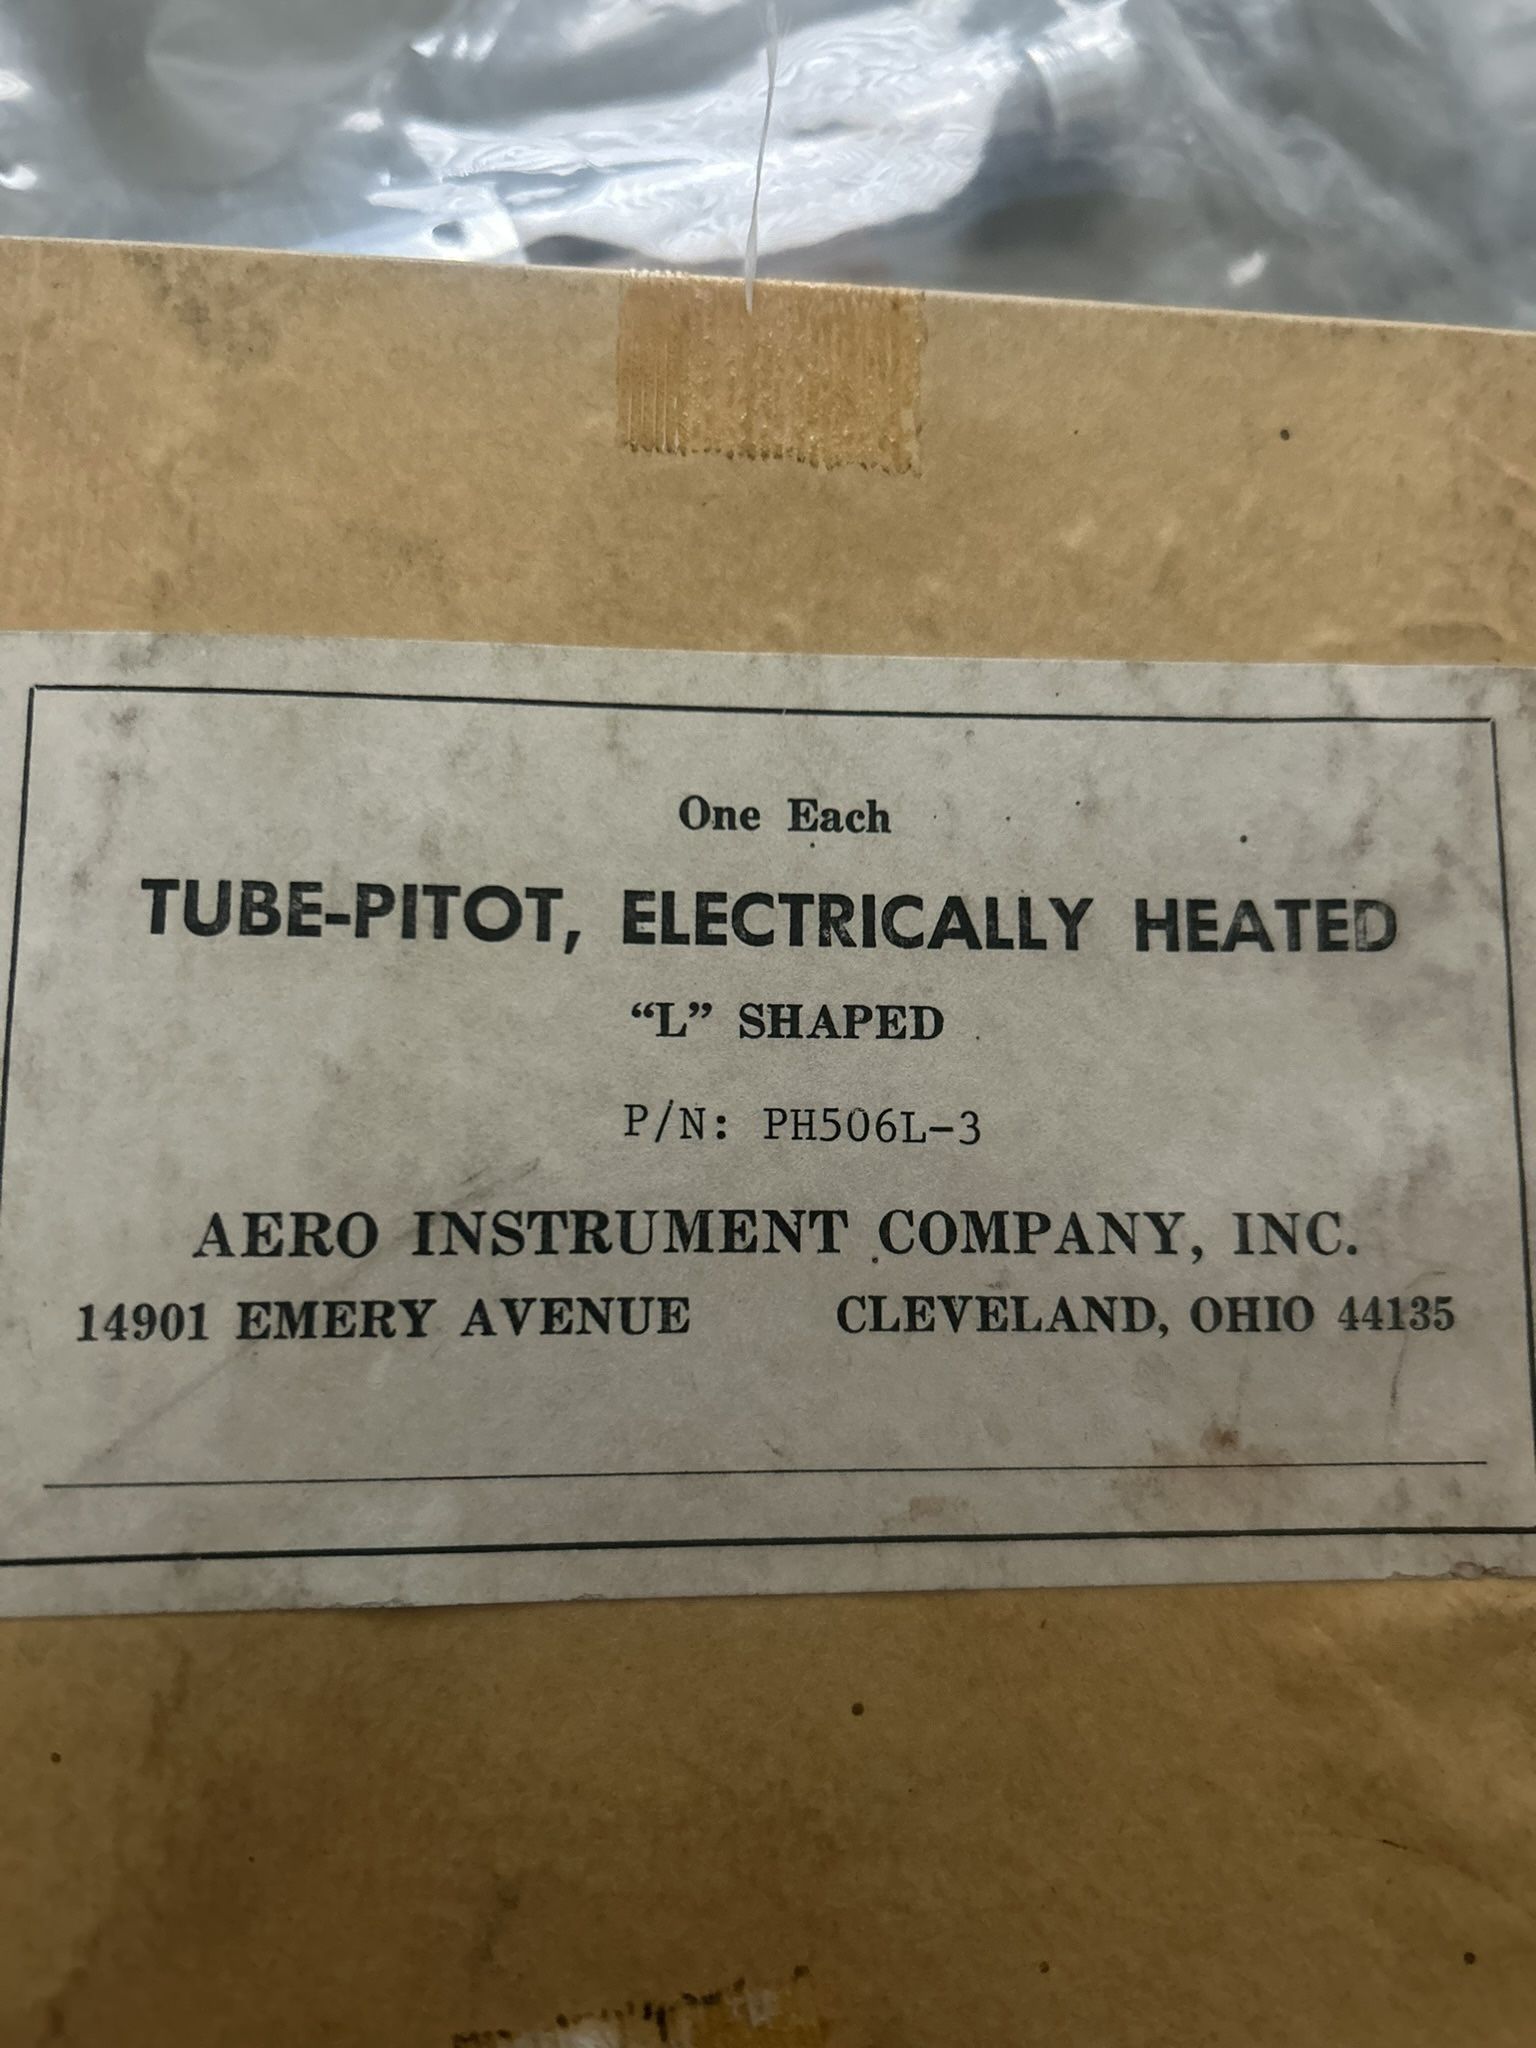 One Each
TUBE-PITOT, ELECTRICALLY HEATED
“L” SHAPED
P/N: PH506L-3
AERO INSTRUMENT COMPANY, INC.
14901 EMERY AVENUE CLEVELAND, OHIO 44135